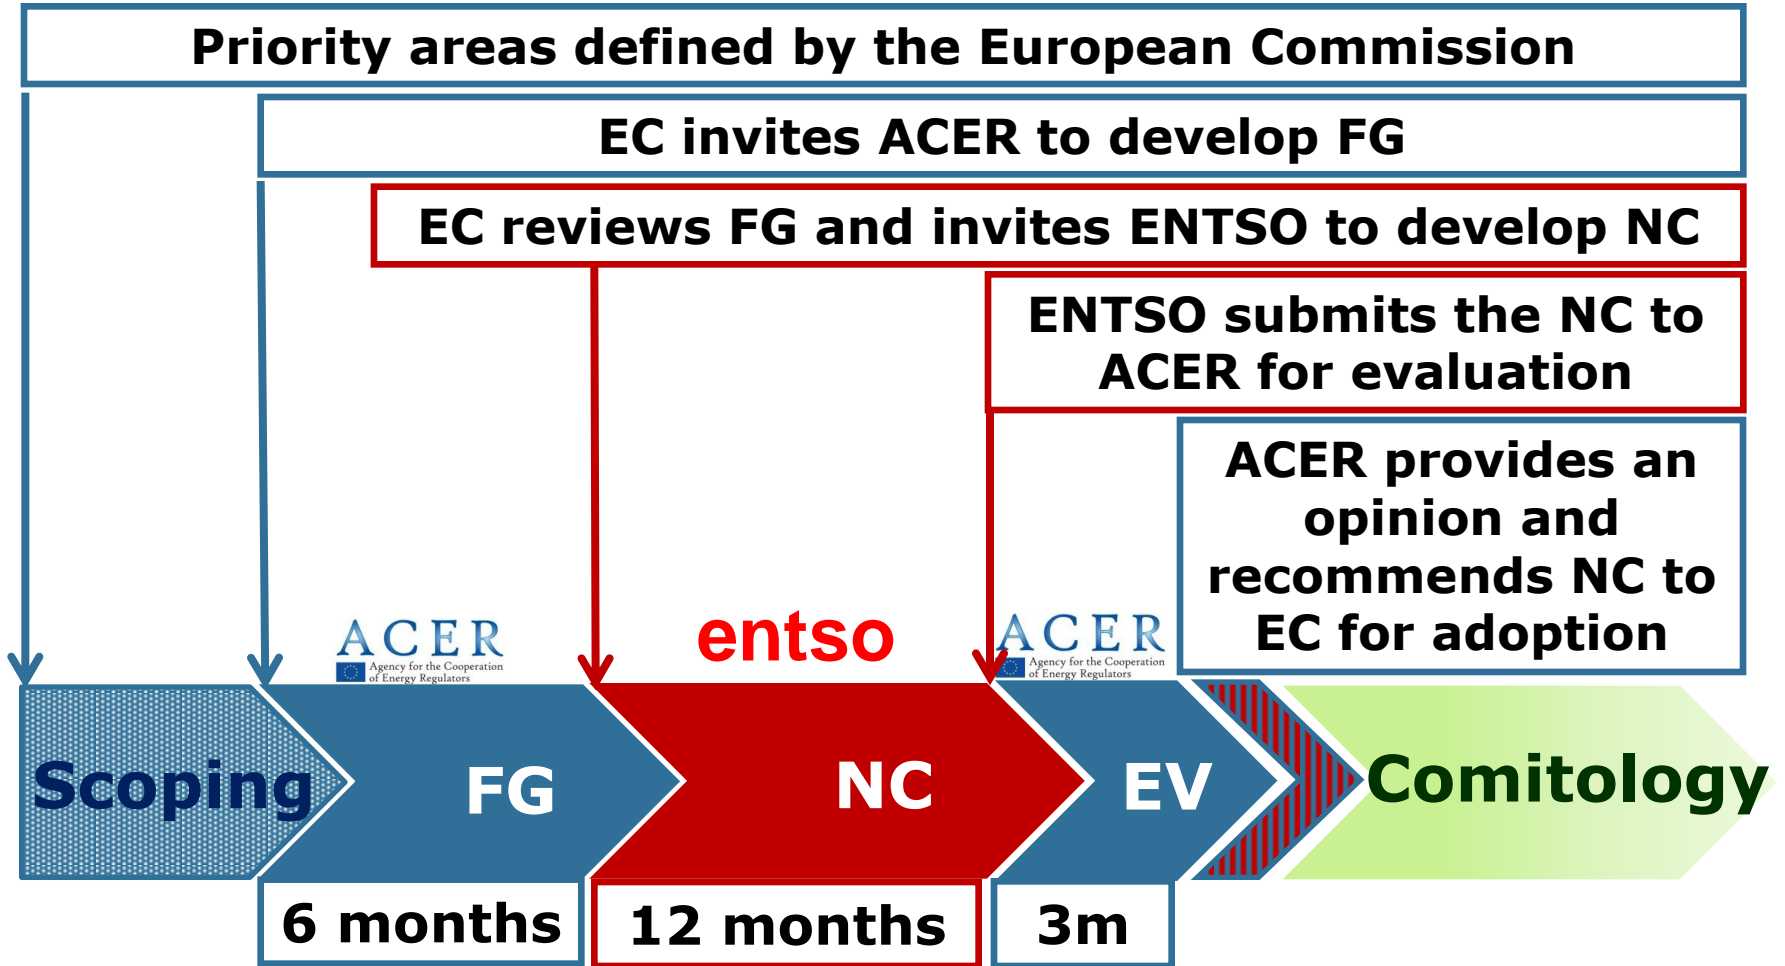 Priority areas defined by the European Commission
EC invites ACER to develop FG
EC reviews FG and invites ENTSO to develop NC
ENTSO submits the NC to
ACER for evaluation
ACER provides an
opinion and
recommends NC to
EC for adoption
ACER
Agency for the Cooperation
of Energy Regulators
entso
ACER
Agency for the Cooperation
of Energy Regulators
Scoping
FG
NC
EV
Comitology
6 months
12 months
3m